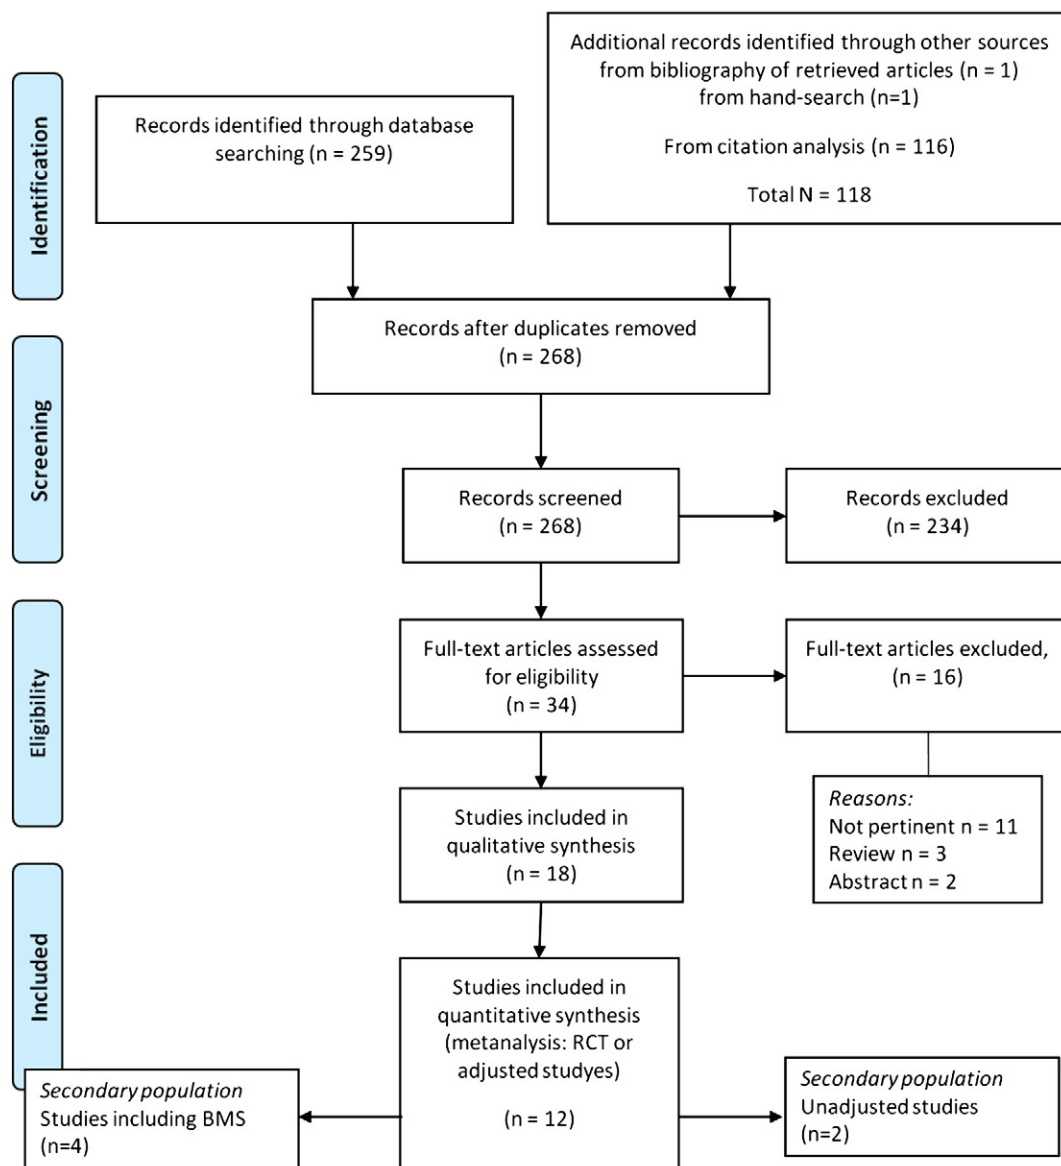 Identification
Records identified through database
searching (n = 259)
Additional records identified through other sources
from bibliography of retrieved articles (n = 1)
from hand-search (n=1)
From citation analysis (n = 116)
Total N = 118
Records after duplicates removed
(n = 268)
Screening
Records screened
(n = 268)
Records excluded
(n = 234)
Eligibility
Full-text articles assessed
for eligibility
(n = 34)
Full-text articles excluded,
(n = 16)
Reasons:
Not pertinent n = 11
Review n = 3
Abstract n = 2
Studies included in
qualitative synthesis
(n = 18)
Included
Studies included in
quantitative synthesis
(metanalysis: RCT or
adjusted studyes)
(n = 12)
Secondary population
Studies including BMS
(n=4)
Secondary population
Unadjusted studies
(n=2)